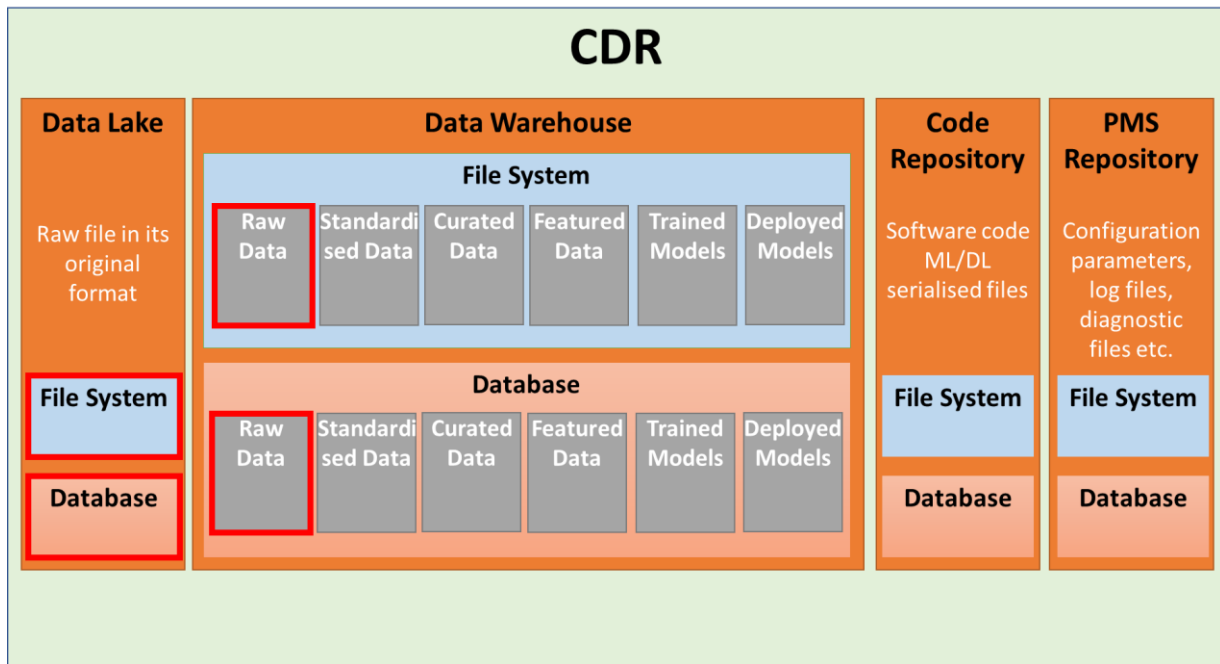 CDR
Data Lake
Raw file in its
original
format
File System
Database
Data Warehouse
File System
Raw
Data
Standardi
sed Data
Curated
Data
Featured
Data
Trained
Models
Deployed
Models
Database
Raw
Data
Standardi
sed Data
Curated
Data
Featured
Data
Trained
Models
Deployed
Models
Code
Repository
Software code
ML/DL
serialised files
File System
Database
PMS
Repository
Configuration
parameters,
log files,
diagnostic
files etc.
File System
Database